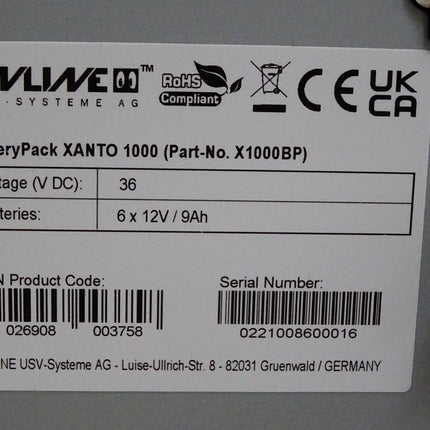 NLINE ™
SYSTEME AG
RoHS
Compliant
CE
UK
CA
eryPack XANTO 1000 (Part-No. X1000BP)
tage (V DC): 36
teries: 6 x 12V / 9Ah
N Product Code: Serial Number:
026908 003758 0221008600016
NE USV-Systeme AG - Luise-Ullrich-Str. 8 - 82031 Gruenwald / GERMANY